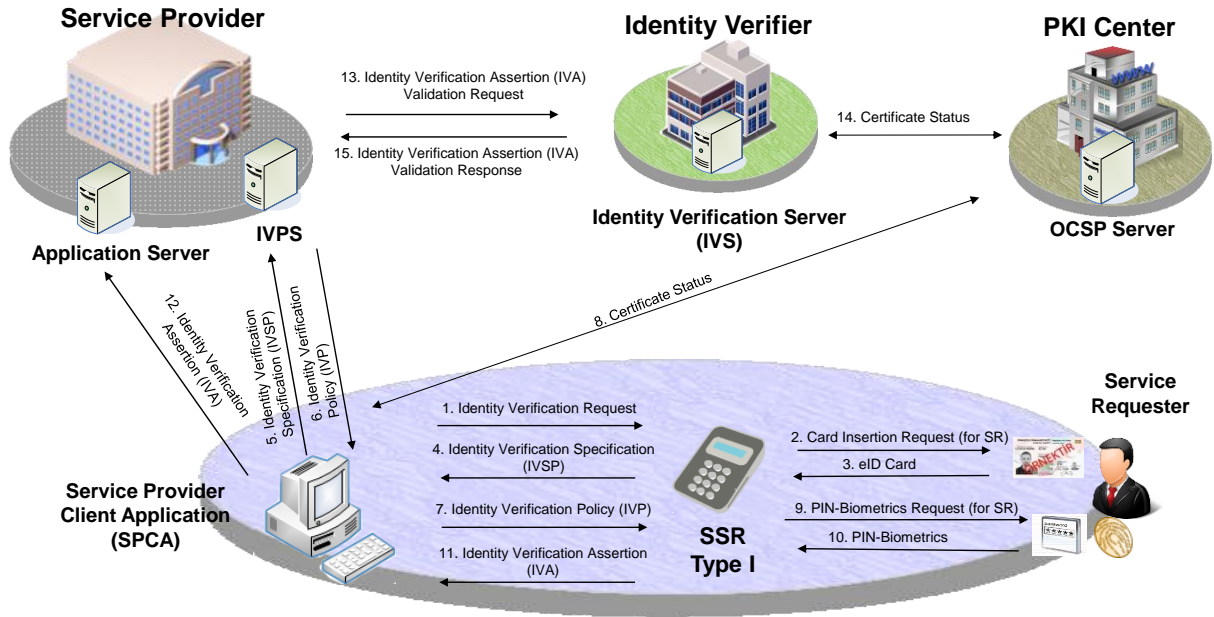 Service Provider
Identity Verifier
PKI Center
WWW
13. Identity Verification Assertion (IVA)
Validation Request
14. Certificate Status
15. Identity Verification Assertion (IVA)
Validation Response
Identity Verification Server
(IVS)
OCSP Server
IVPS
Application Server
12. Identity Verification
Assertion (IVA)
5. Identity Verification
Specification (IVSP)
6. Identity Verification
Policy (IVP)
8. Certificate Status
Service
Requester
1. Identity Verification Request
2. Card Insertion Request (for SR)
4. Identity Verification Specification
(IVSP)
3. eID Card
ÖRNEKTİR
Service Provider
Client Application
(SPCA)
7. Identity Verification Policy (IVP)
9. PIN-Biometrics Request (for SR)
SSR
Type I
10. PIN-Biometrics
11. Identity Verification Assertion
(IVA)